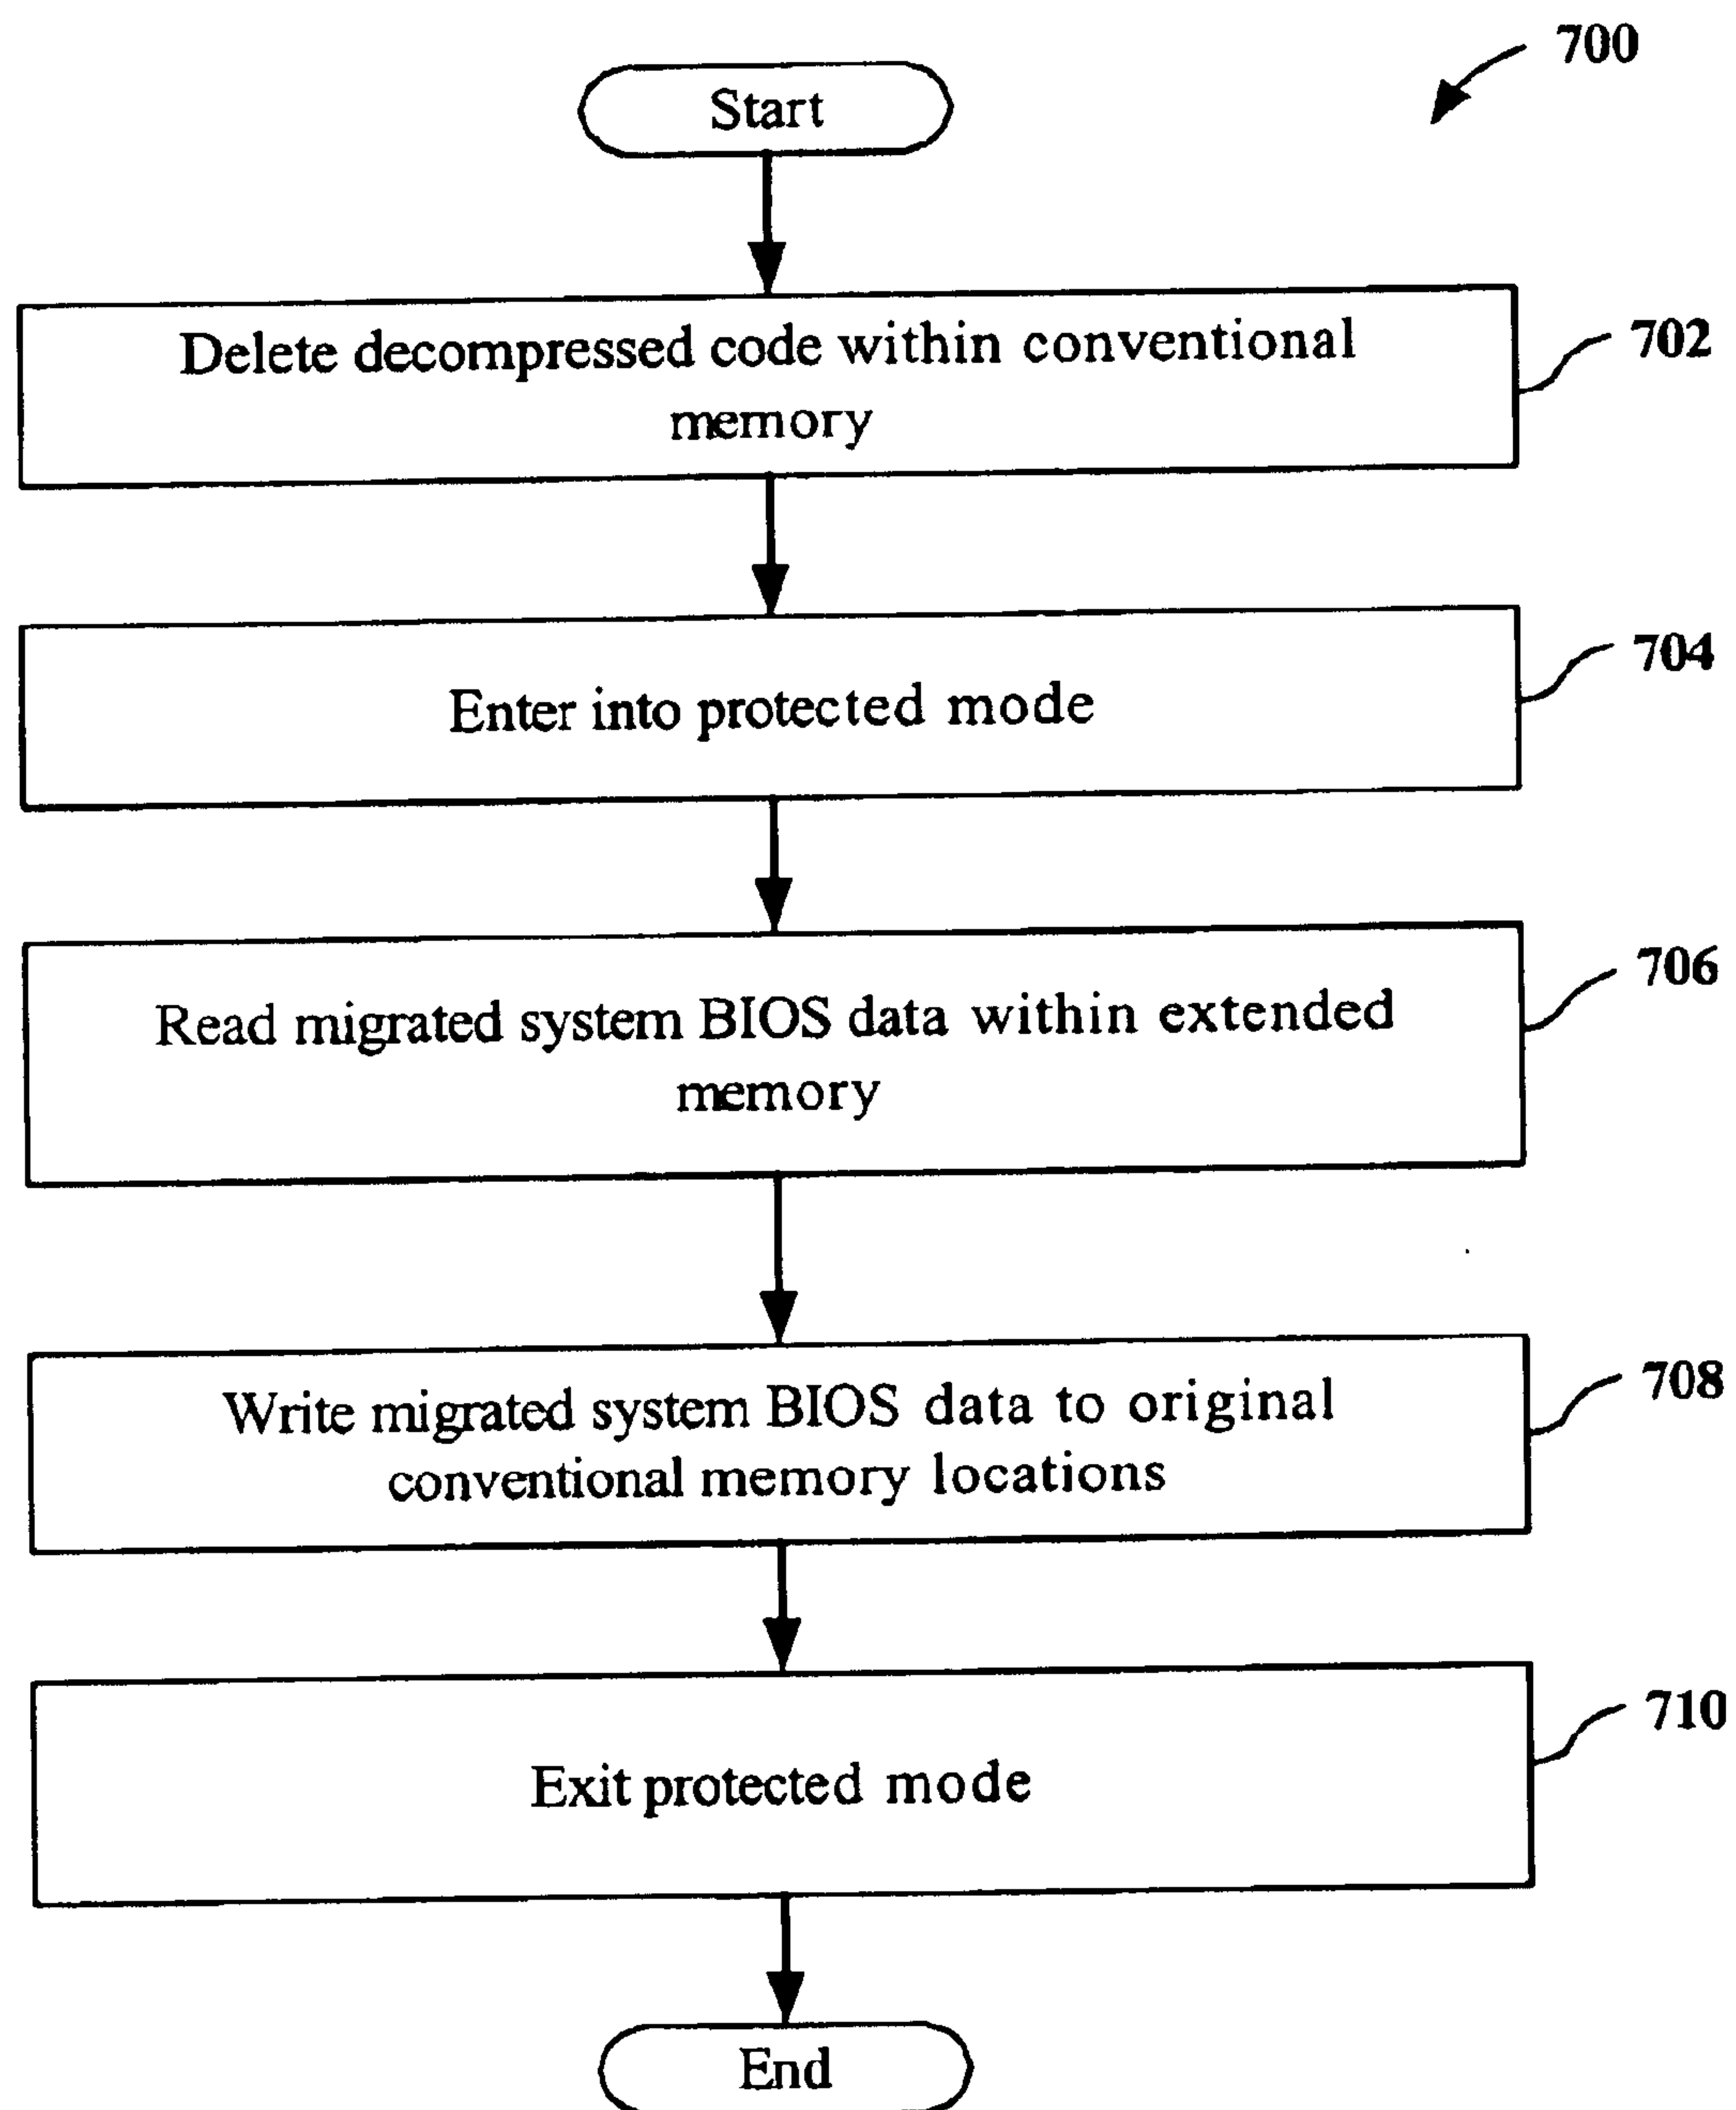 700
Start
Delete decompressed code within conventional
memory
702
Enter into protected mode
704
Read migrated system BIOS data within extended
memory
706
Write migrated system BIOS data to original
conventional memory locations
708
Exit protected mode
710
End